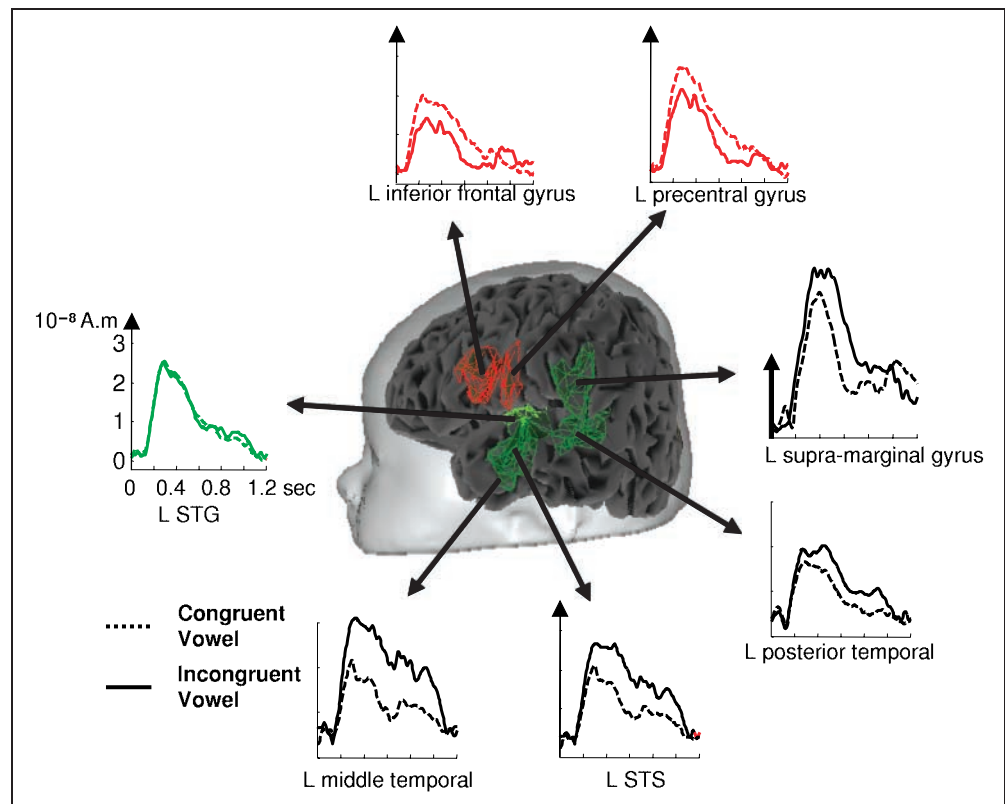 L inferior frontal gyrus
L precentral gyrus
10⁻⁸ A.m
3
2
1
0
0 0.4 0.8 1.2 sec
L STG
L supra-marginal gyrus
L posterior temporal
Congruent
Vowel
Incongruent
Vowel
L middle temporal
L STS